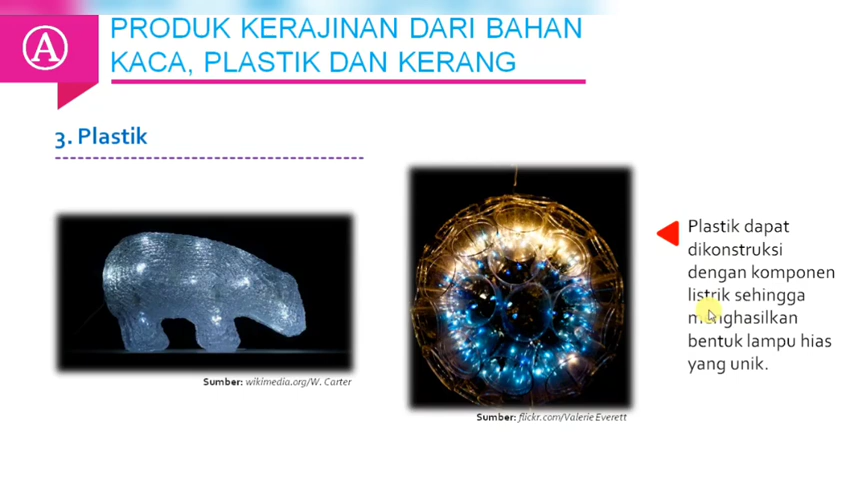 A
PRODUK KERAJINAN DARI BAHAN
KACA, PLASTIK DAN KERANG
3. Plastik
Sumber: wikimedia.org/W. Carter
Sumber: flickr.com/Valerie Everett
Plastik dapat
dikonstruksi
dengan komponen
listrik sehingga
menghasilkan
bentuk lampu hias
yang unik.